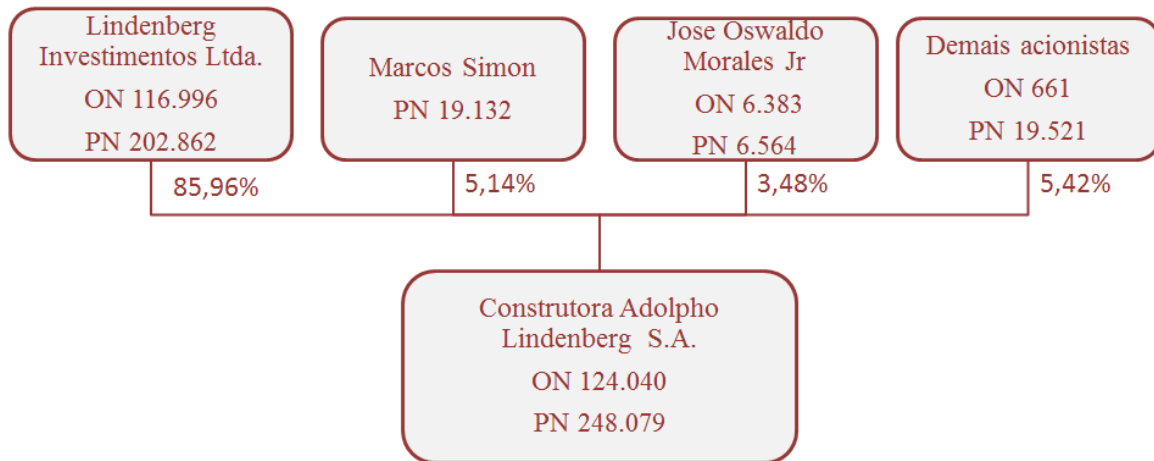 Lindenberg
Investimentos Ltda.
ON 116.996
PN 202.862
Marcos Simon
PN 19.132
Jose Oswaldo
Morales Jr
ON 6.383
PN 6.564
Demais acionistas
ON 661
PN 19.521
85,96%
5,14%
3,48%
5,42%
Construtora Adolpho
Lindenberg S.A.
ON 124.040
PN 248.079